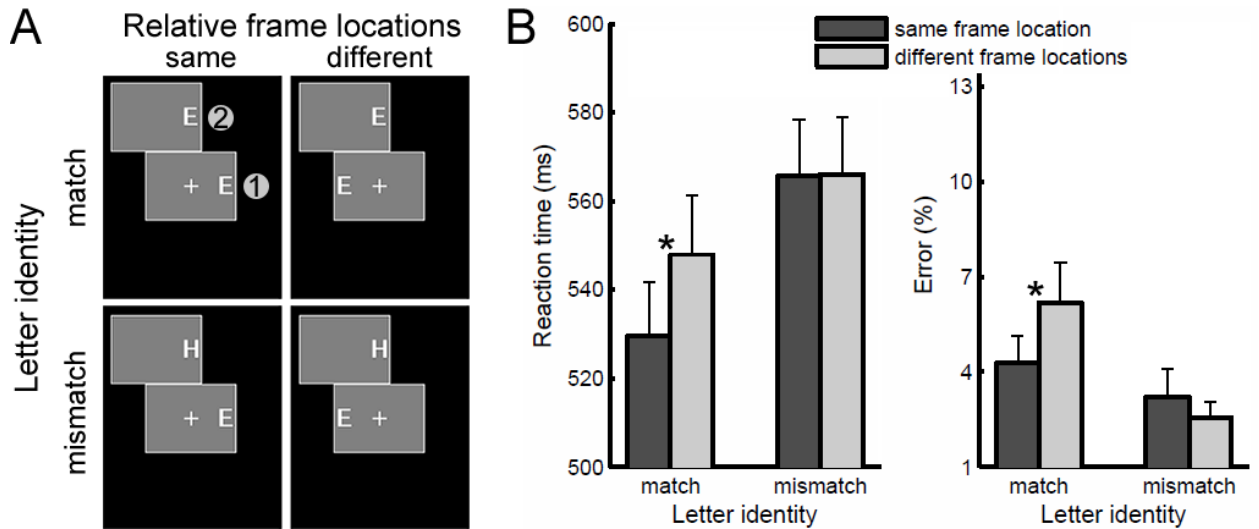 A
Relative frame locations
same different
Letter identity
match
mismatch
E 2
E 1
E
E
H
E
H
E
B
same frame location
different frame locations
Reaction time (ms)
600
580
560
540
520
500
*
match mismatch
Letter identity
Error (%)
13
10
7
4
1
*
match mismatch
Letter identity